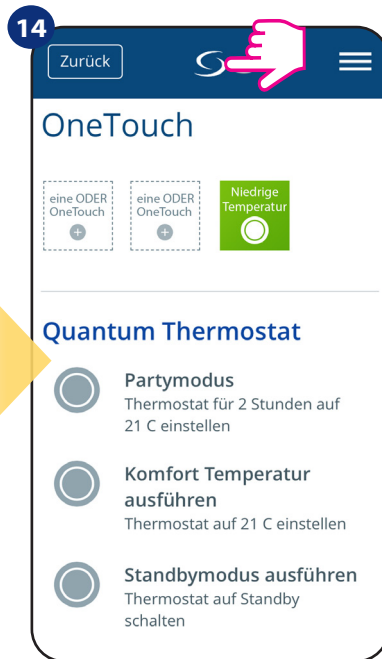 14
Zurück
OneTouch
eine ODER
OneTouch
eine ODER
OneTouch
Niedrige
Temperatur
Quantum Thermostat
Partymodus
Thermostat für 2 Stunden auf
21 C einstellen
Komfort Temperatur
ausführen
Thermostat auf 21 C einstellen
Standbymodus ausführen
Thermostat auf Standby
schalten